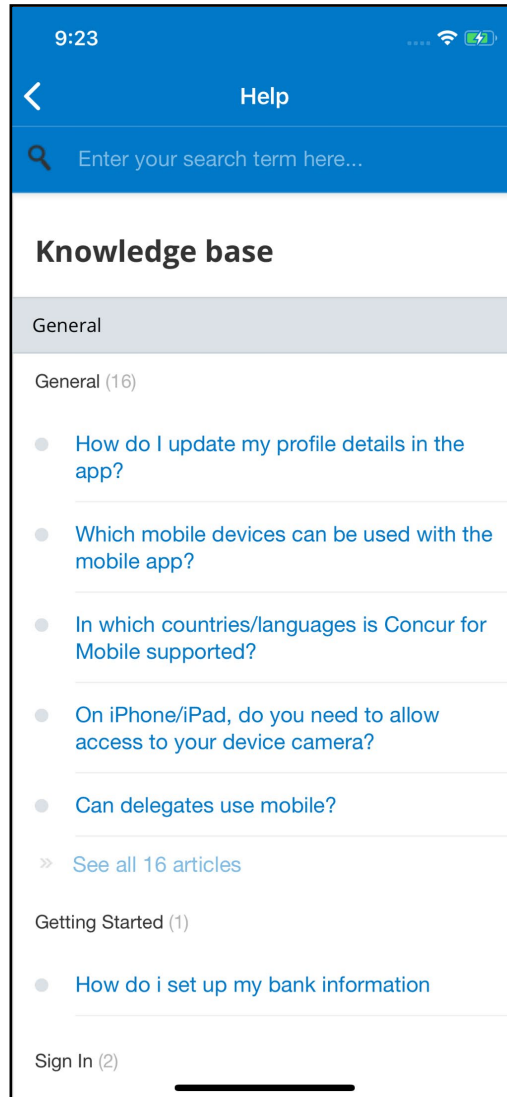 9:23
Help
Enter your search term here...
Knowledge base
General
General (16)
How do I update my profile details in the
app?
Which mobile devices can be used with the
mobile app?
In which countries/languages is Concur for
Mobile supported?
On iPhone/iPad, do you need to allow
access to your device camera?
Can delegates use mobile?
» See all 16 articles
Getting Started (1)
How do i set up my bank information
Sign In (2)